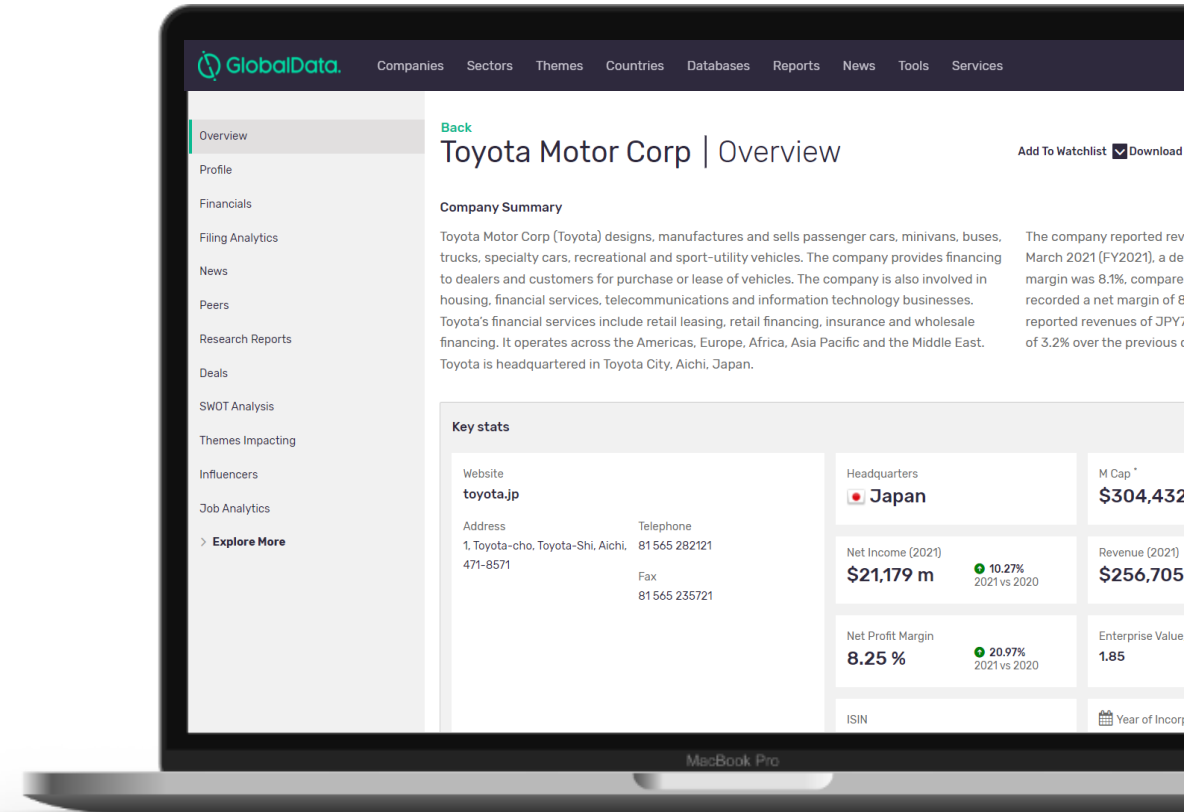 GlobalData.
Companies Sectors Themes Countries Databases Reports News Tools Services
Overview
Profile
Financials
Filing Analytics
News
Peers
Research Reports
Deals
SWOT Analysis
Themes Impacting
Influencers
Job Analytics
> Explore More
Back
Toyota Motor Corp | Overview
Add To Watchlist Download
Company Summary
Toyota Motor Corp (Toyota) designs, manufactures and sells passenger cars, minivans, buses,
trucks, specialty cars, recreational and sport-utility vehicles. The company provides financing
to dealers and customers for purchase or lease of vehicles. The company is also involved in
housing, financial services, telecommunications and information technology businesses.
Toyota's financial services include retail leasing, retail financing, insurance and wholesale
financing. It operates across the Americas, Europe, Africa, Asia Pacific and the Middle East.
Toyota is headquartered in Toyota City, Aichi, Japan.
The company reported rev
March 2021 (FY2021), a de
margin was 8.1%, compare
recorded a net margin of 8
reported revenues of JPY7
of 3.2% over the previous
Key stats
Website
toyota.jp
Address
1, Toyota-cho, Toyota-Shi, Aichi,
471-8571
Telephone
81 565 282121
Fax
81 565 235721
Headquarters
Japan
M Cap *
$304,432
Net Income (2021)
$21,179 m
10.27%
2021 vs 2020
Revenue (2021)
$256,705
Net Profit Margin
8.25 %
20.97%
2021 vs 2020
Enterprise Value
1.85
ISIN
Year of Incorp
MacBook Pro